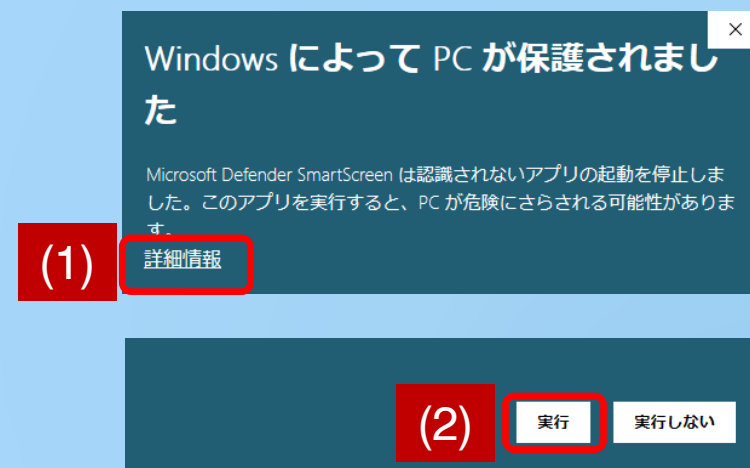 Windows によって PC が保護されまし
た
Microsoft Defender SmartScreen は認識されないアプリの起動を停止しま
した。このアプリを実行すると、PC が危険にさらされる可能性がありま
す。
(1)
詳細情報
(2)
実行
実行しない